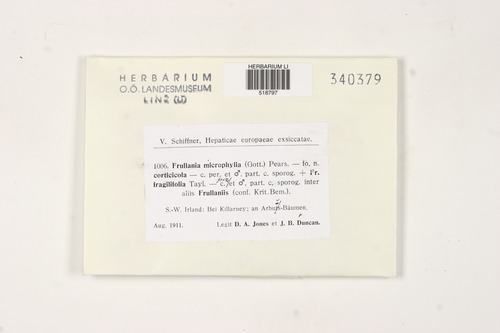 HERBARIUM
O.Ö. LANDESMUSEUM
LINZ (LI)
HERBARIUM LI
516797
340379
V. Schiffner, Hepaticae europaeae exsiccatae.
1006. Frullania microphylla (Gott.) Pears. — fo. n.
corticicola — c. per. et ♂, part. c. sporog. + Fr.
fragilifolia Tayl. — c. per et ♂, part. c. sporog. inter
aliis Frullaniis (conf. Krit. Bem.).
S.-W. Irland: Bei Killarney; an Arbutus-Bäumen.
Aug. 1911. Legit D. A. Jones et J. B. Duncan.